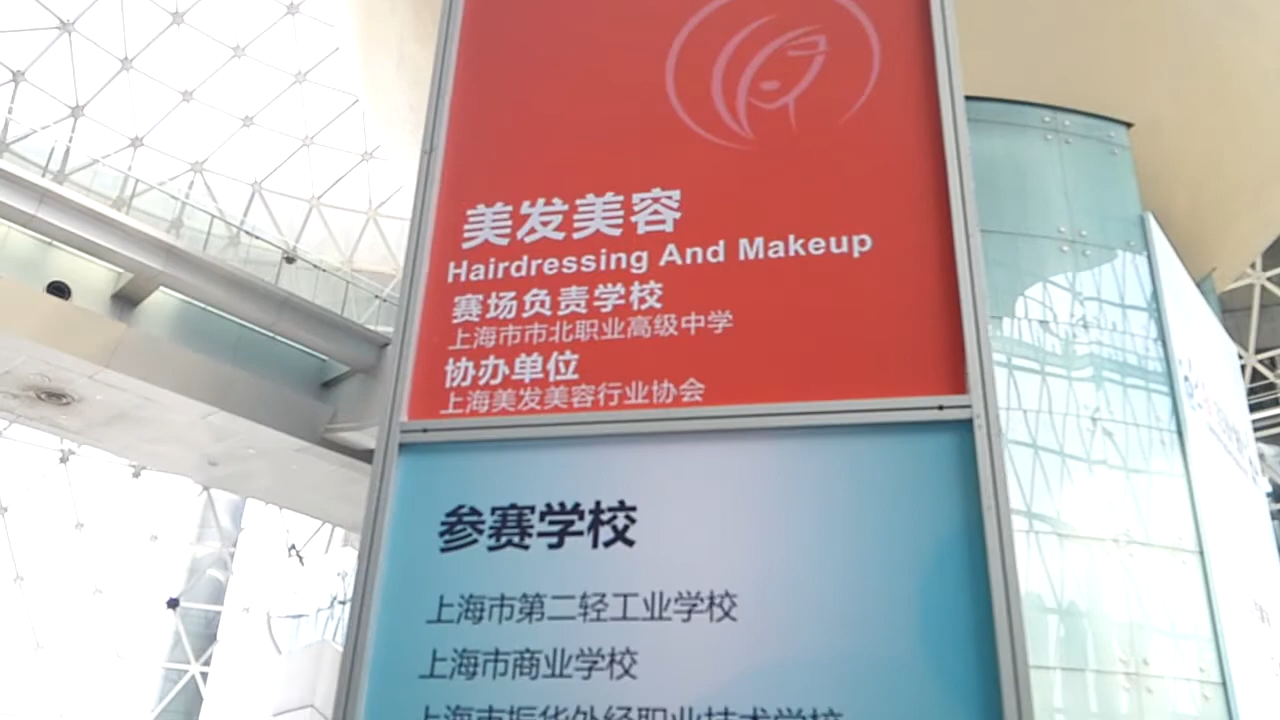 美发美容
Hairdressing And Makeup
赛场负责学校
上海市市北职业高级中学
协办单位
上海美发美容行业协会
参赛学校
上海市第二轻工业学校
上海市商业学校
上海市振华外经职业技术学校